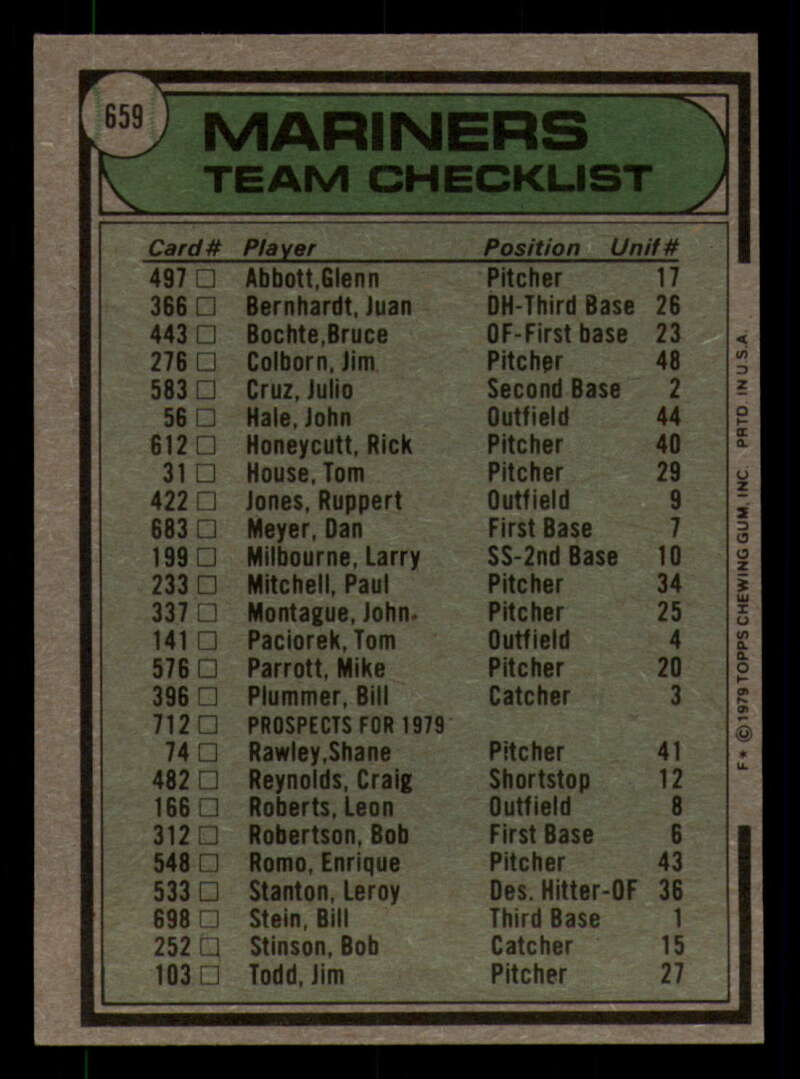 659
MARINERS
TEAM CHECKLIST
Card# Player Position Unif#
497 □ Abbott,Glenn Pitcher 17
366 □ Bernhardt, Juan DH-Third Base 26
443 □ Bochte,Bruce OF-First base 23
276 □ Colborn, Jim Pitcher 48
583 □ Cruz, Julio Second Base 2
56 □ Hale, John Outfield 44
612 □ Honeycutt, Rick Pitcher 40
31 □ House, Tom Pitcher 29
422 □ Jones, Ruppert Outfield 9
683 □ Meyer, Dan First Base 7
199 □ Milbourne, Larry SS-2nd Base 10
233 □ Mitchell, Paul Pitcher 34
337 □ Montague, John. Pitcher 25
141 □ Paciorek, Tom Outfield 4
576 □ Parrott, Mike Pitcher 20
396 □ Plummer, Bill Catcher 3
712 □ PROSPECTS FOR 1979
74 □ Rawley,Shane Pitcher 41
482 □ Reynolds, Craig Shortstop 12
166 □ Roberts, Leon Outfield 8
312 □ Robertson, Bob First Base 6
548 □ Romo, Enrique Pitcher 43
533 □ Stanton, Leroy Des. Hitter-OF 36
698 □ Stein, Bill Third Base 1
252 □ Stinson, Bob Catcher 15
103 □ Todd, Jim Pitcher 27
F★ © 1979 TOPPS CHEWING GUM, INC. PRTD. IN U.S.A.